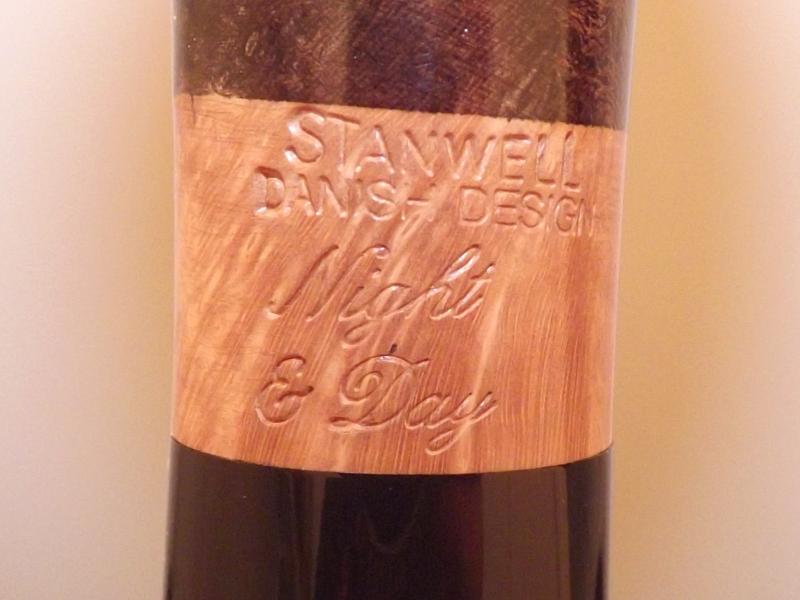 STANWELL
DANISH DESIGN
Night
& Day